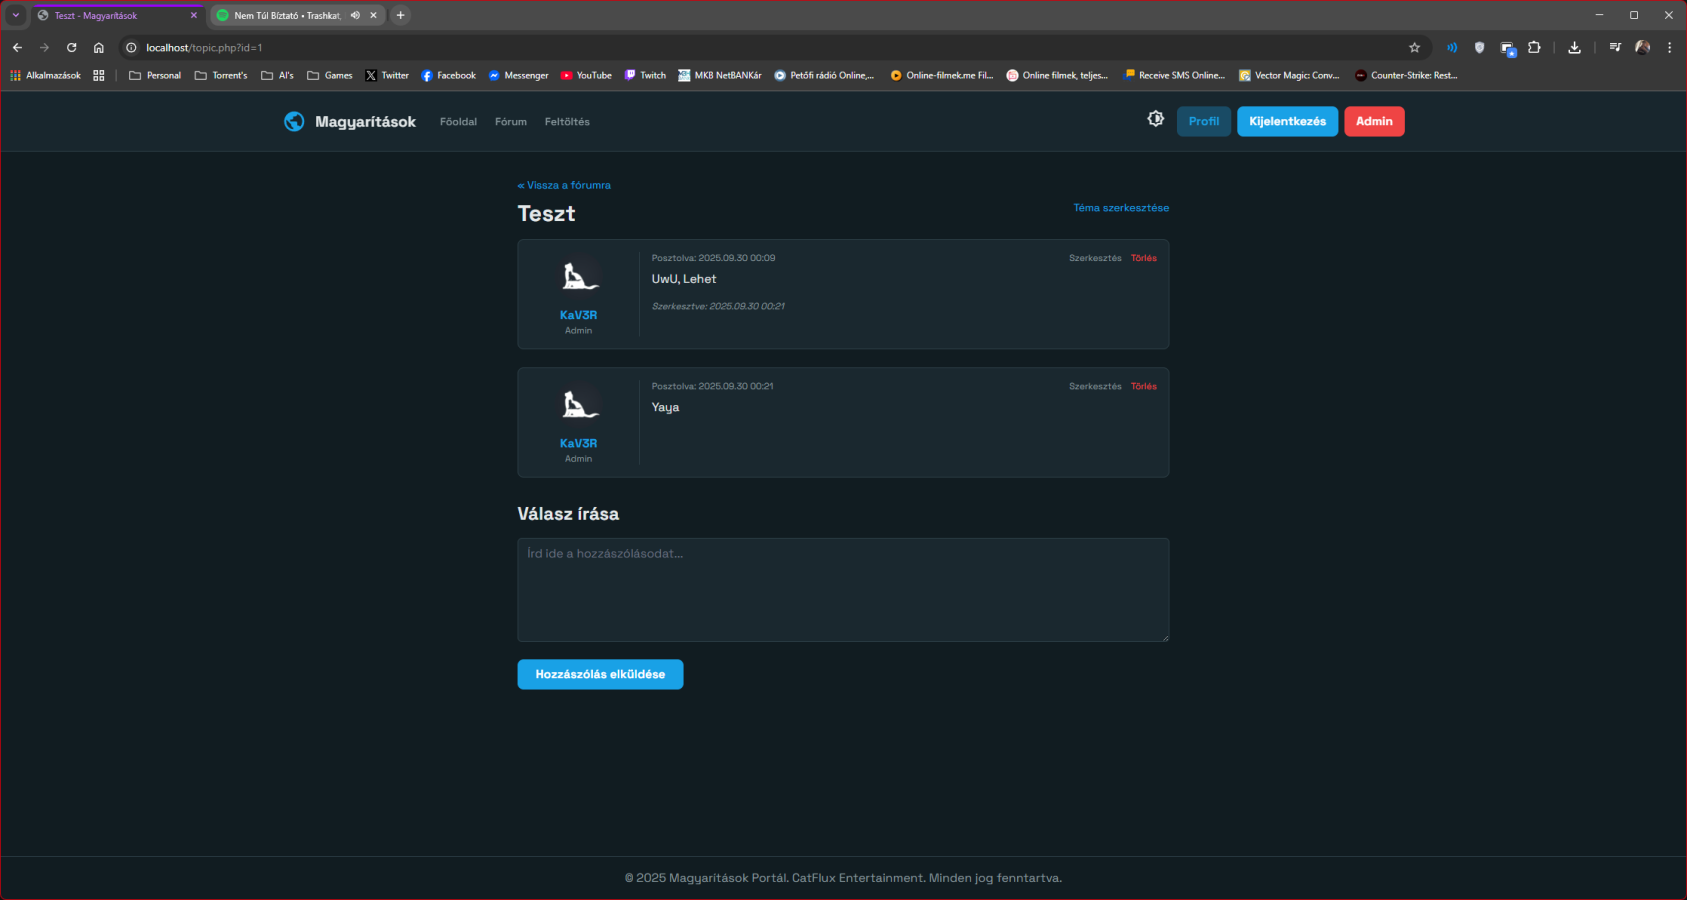 Teszt - Magyarítások
Nem Túl Bíztató • Trashkat,
localhost/topic.php?id=1
Alkalmazások Personal Torrent's AI's Games Twitter Facebook Messenger YouTube Twitch MKB NetBANKár Petőfi rádió Online,... Online-filmek.me Fil... Online filmek, teljes... Receive SMS Online... Vector Magic: Conv... Counter-Strike: Rest...
Magyarítások Főoldal Fórum Feltöltés Profil Kijelentkezés Admin
« Vissza a fórumra
Teszt
Téma szerkesztése
Posztolva: 2025.09.30 00:09 Szerkesztés Törlés
UwU, Lehet
Szerkesztve: 2025.09.30 00:21
KaV3R
Admin
Posztolva: 2025.09.30 00:21 Szerkesztés Törlés
Yaya
KaV3R
Admin
Válasz írása
Írd ide a hozzászólásodat...
Hozzászólás elküldése
© 2025 Magyarítások Portál. CatFlux Entertainment. Minden jog fenntartva.